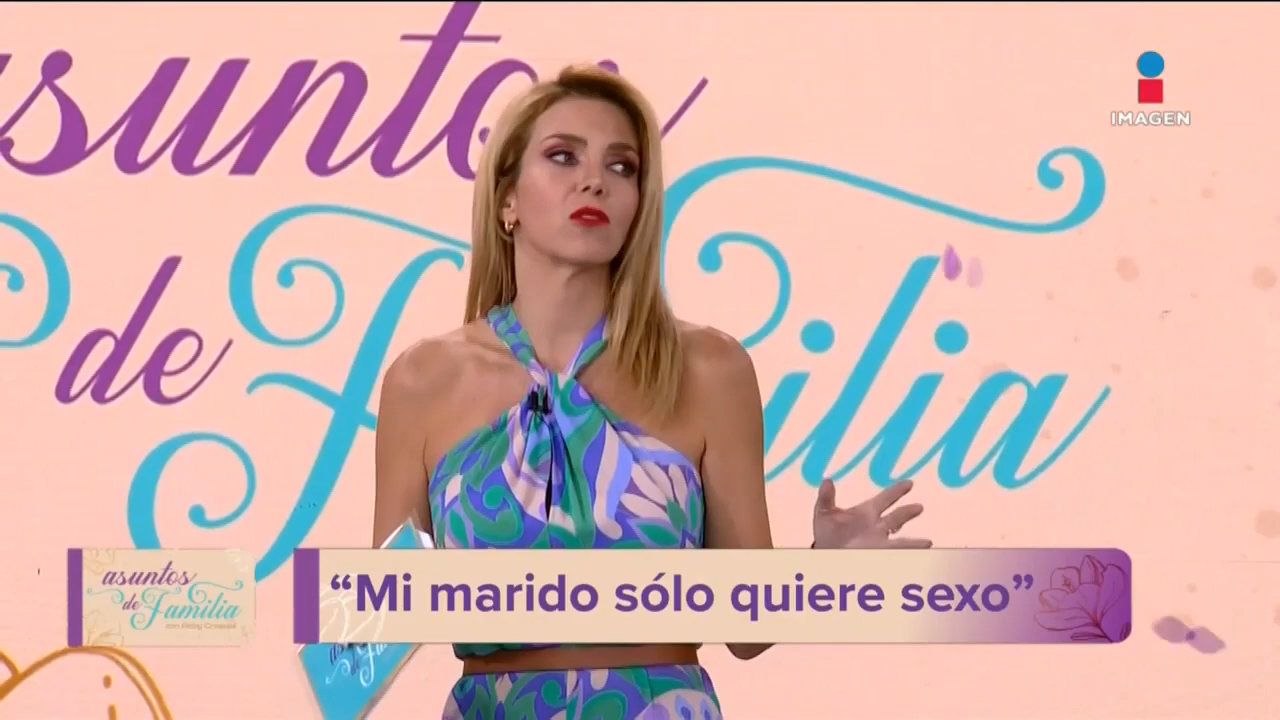 asuntos
de Familia
IMAGEN
asuntos
de Familia
“Mi marido sólo quiere sexo”